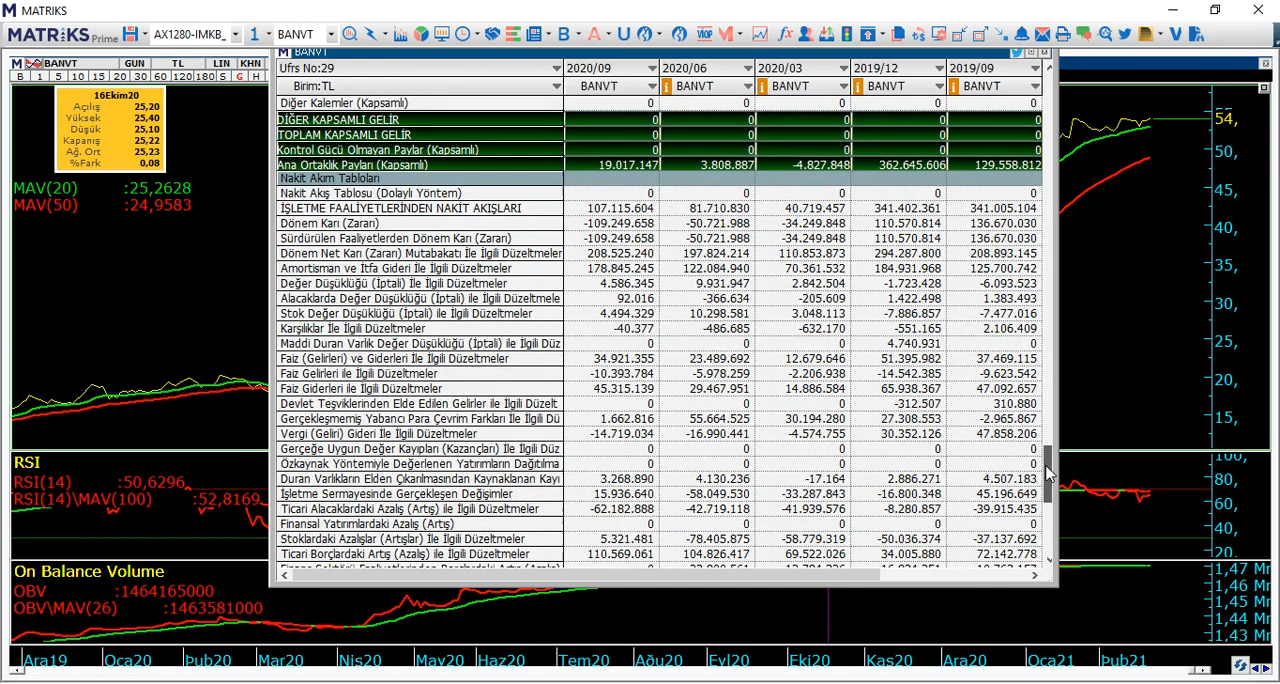 MATRIKS
MATRİKS Prime AX1280-IMKB_ 1 BANVT
BANVT GUN TL LIN KHN
B 1 5 10 15 20 30 60 120 180 S G H
16Ekim20
Açılış 25,20
Yüksek 25,40
Düşük 25,10
Kapanış 25,22
Ağ. Ort 25,23
%Fark 0,08
MAV(20) :25,2628
MAV(50) :24,9583
BANVT
Ufrs No:29 2020/09 2020/06 2020/03 2019/12 2019/09
Birim:TL BANVT BANVT BANVT BANVT BANVT
Diğer Kalemler (Kapsamlı) 0 0 0 0 0
DİĞER KAPSAMLI GELİR 0 0 0 0 0
TOPLAM KAPSAMLI GELİR 0 0 0 0 0
Kontrol Gücü Olmayan Paylar (Kapsamlı) 0 0 0 0 0
Ana Ortaklık Payları (Kapsamlı) 19.017.147 3.808.887 -4.827.848 362.645.606 129.558.812
Nakit Akım Tabloları
Nakit Akış Tablosu (Dolaylı Yöntem) 0 0 0 0 0
İŞLETME FAALİYETLERİNDEN NAKİT AKIŞLARI 107.115.604 81.710.830 40.719.457 341.402.361 341.005.104
Dönem Karı (Zararı) -109.249.658 -50.721.988 -34.249.848 110.570.814 136.670.030
Sürdürülen Faaliyetlerden Dönem Karı (Zararı) -109.249.658 -50.721.988 -34.249.848 110.570.814 136.670.030
Dönem Net Karı (Zararı) Mutabakatı İle İlgili Düzeltmeler 208.525.240 197.824.214 110.853.873 294.287.800 208.893.145
Amortisman ve İtfa Gideri İle İlgili Düzeltmeler 178.845.245 122.084.940 70.361.532 184.931.968 125.700.742
Değer Düşüklüğü (İptali) İle İlgili Düzeltmeler 4.586.345 9.931.947 2.842.504 -1.723.428 -6.093.523
Alacaklarda Değer Düşüklüğü (İptali) ile İlgili Düzeltme 92.016 -366.634 -205.609 1.422.498 1.383.493
Stok Değer Düşüklüğü (İptali) ile İlgili Düzeltmeler 4.494.329 10.298.581 3.048.113 -7.886.857 -7.477.016
Karşılıklar İle İlgili Düzeltmeler -40.377 -486.685 -632.170 -551.165 2.106.409
Maddi Duran Varlık Değer Düşüklüğü (İptali) ile İlgili Düz 0 0 0 4.740.931 0
Faiz (Gelirleri) ve Giderleri İle İlgili Düzeltmeler 34.921.355 23.489.692 12.679.646 51.395.982 37.469.115
Faiz Gelirleri ile İlgili Düzeltmeler -10.393.784 -5.978.259 -2.206.938 -14.542.385 -9.623.542
Faiz Giderleri ile İlgili Düzeltmeler 45.315.139 29.467.951 14.886.584 65.938.367 47.092.657
Devlet Teşviklerinden Elde Edilen Gelirler ile İlgili Düzelt 0 0 0 -312.507 310.880
Gerçekleşmemiş Yabancı Para Çevrim Farkları İle İlgili Dü 1.662.816 55.664.525 30.194.280 27.308.553 -2.965.867
Vergi (Geliri) Gideri İle İlgili Düzeltmeler -14.719.034 -16.990.441 -4.574.755 30.352.126 47.858.206
Gerçeğe Uygun Değer Kayıpları (Kazançları) İle İlgili Düz 0 0 0 0 0
Özkaynak Yöntemiyle Değerlenen Yatırımların Dağıtılma 0 0 0 0 0
Duran Varlıkların Elden Çıkarılmasından Kaynaklanan Kayı 3.268.890 4.130.236 -17.164 2.886.271 4.507.183
İşletme Sermayesinde Gerçekleşen Değişimler 15.936.640 -58.049.530 -33.287.843 -16.800.348 45.196.649
Ticari Alacaklardaki Azalış (Artış) ile İlgili Düzeltmeler -62.182.888 -42.719.118 -41.939.576 -8.280.857 -39.915.435
Finansal Yatırımlardaki Azalış (Artış) 0 0 0 0 0
Stoklardaki Azalışlar (Artışlar) İle İlgili Düzeltmeler 5.321.481 -78.405.875 -58.779.319 -50.036.374 -37.137.692
Ticari Borçlardaki Artış (Azalış) ile İlgili Düzeltmeler 110.569.061 104.826.417 69.522.026 34.005.880 72.142.778
54,
50,
45,
40,
35,
30,
25,
20,
15,
RSI
RSI(14) :50,6296
RSI(14)\MAV(100) :52,8169
100,
80,
60,
40,
20,
On Balance Volume
OBV :1464165000
OBV\MAV(26) :1463581000
1,47 Mr
1,46 Mr
1,45 Mr
1,44 Mr
1,43 Mr
Ara19 Oca20 Þub20 Mar20 Nis20 May20 Haz20 Tem20 Aðu20 Eyl20 Eki20 Kas20 Ara20 Oca21 Þub21